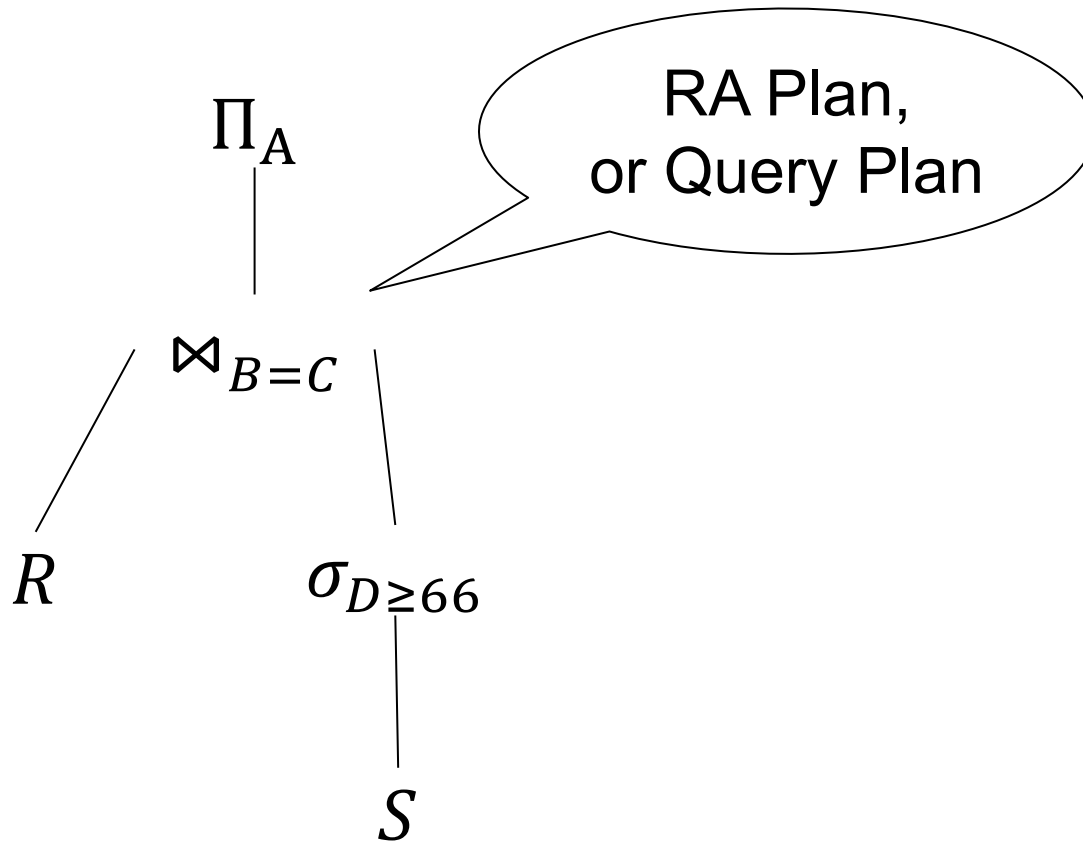 RA Plan,
or Query Plan
Π_A
⋈_{B=C}
R
σ_{D≥66}
S